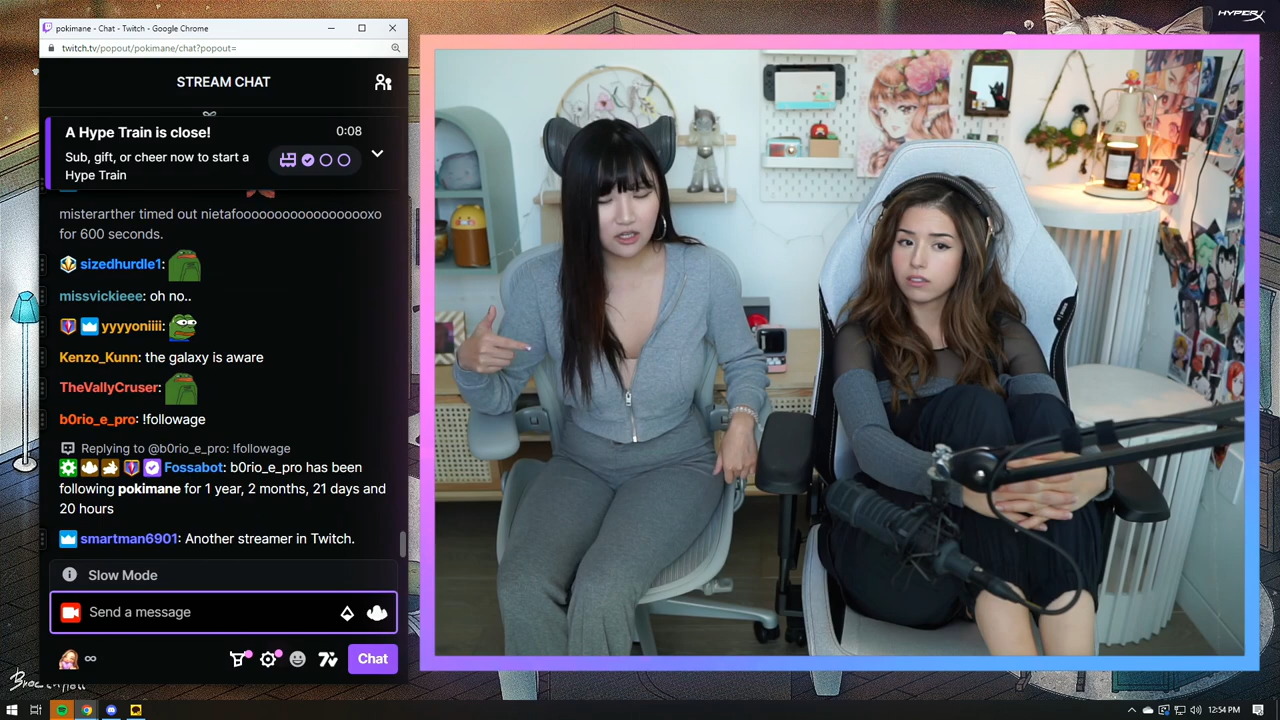 pokimane - Chat - Twitch - Google Chrome
twitch.tv/popout/pokimane/chat?popout=
HYPERX
STREAM CHAT
A Hype Train is close!
0:08
Sub, gift, or cheer now to start a
Hype Train
misterarther timed out nietafooooooooooooooooooxo
for 600 seconds.
sizedhurdle1:
missvickieee: oh no..
yyyyoniiii:
Kenzo_Kunn: the galaxy is aware
TheVallyCruser:
b0rio_e_pro: !followage
Replying to @b0rio_e_pro: !followage
Fossabot: b0rio_e_pro has been
following pokimane for 1 year, 2 months, 21 days and
20 hours
smartman6901: Another streamer in Twitch.
Slow Mode
Send a message
∞
Chat
12:54 PM